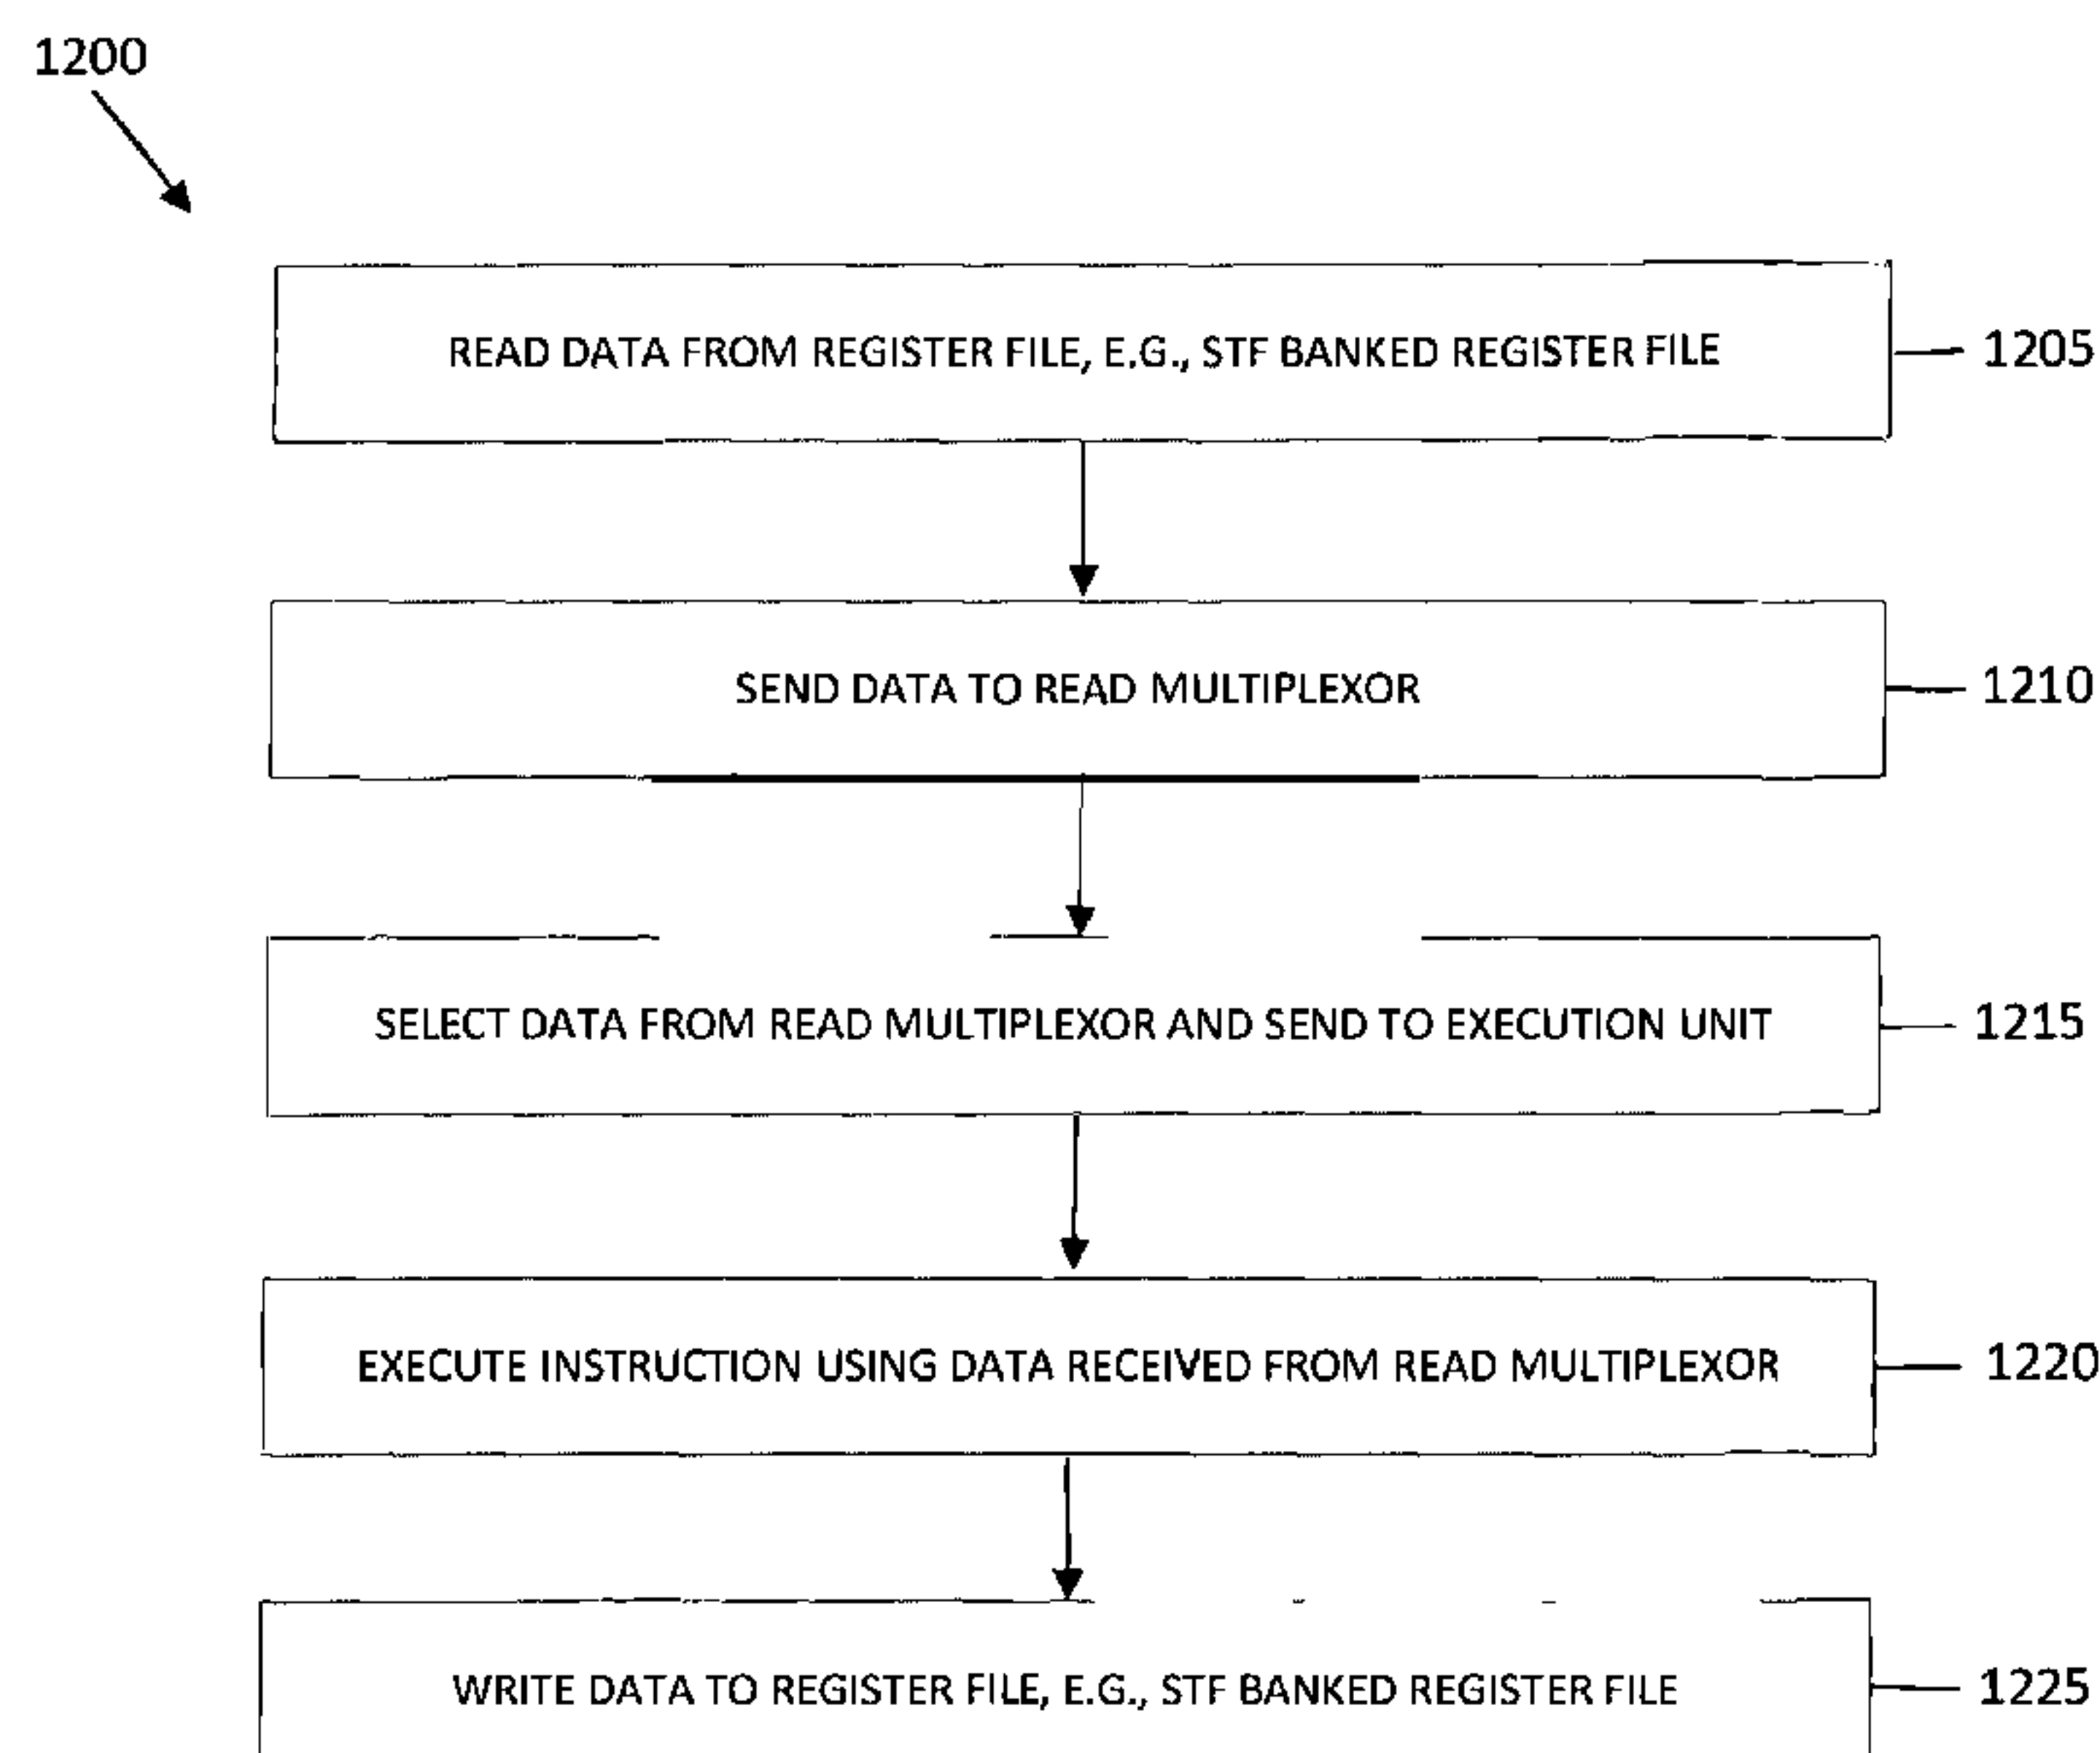 1200
READ DATA FROM REGISTER FILE, E.G., STF BANKED REGISTER FILE
1205
SEND DATA TO READ MULTIPLEXOR
1210
SELECT DATA FROM READ MULTIPLEXOR AND SEND TO EXECUTION UNIT
1215
EXECUTE INSTRUCTION USING DATA RECEIVED FROM READ MULTIPLEXOR
1220
WRITE DATA TO REGISTER FILE, E.G., STF BANKED REGISTER FILE
1225